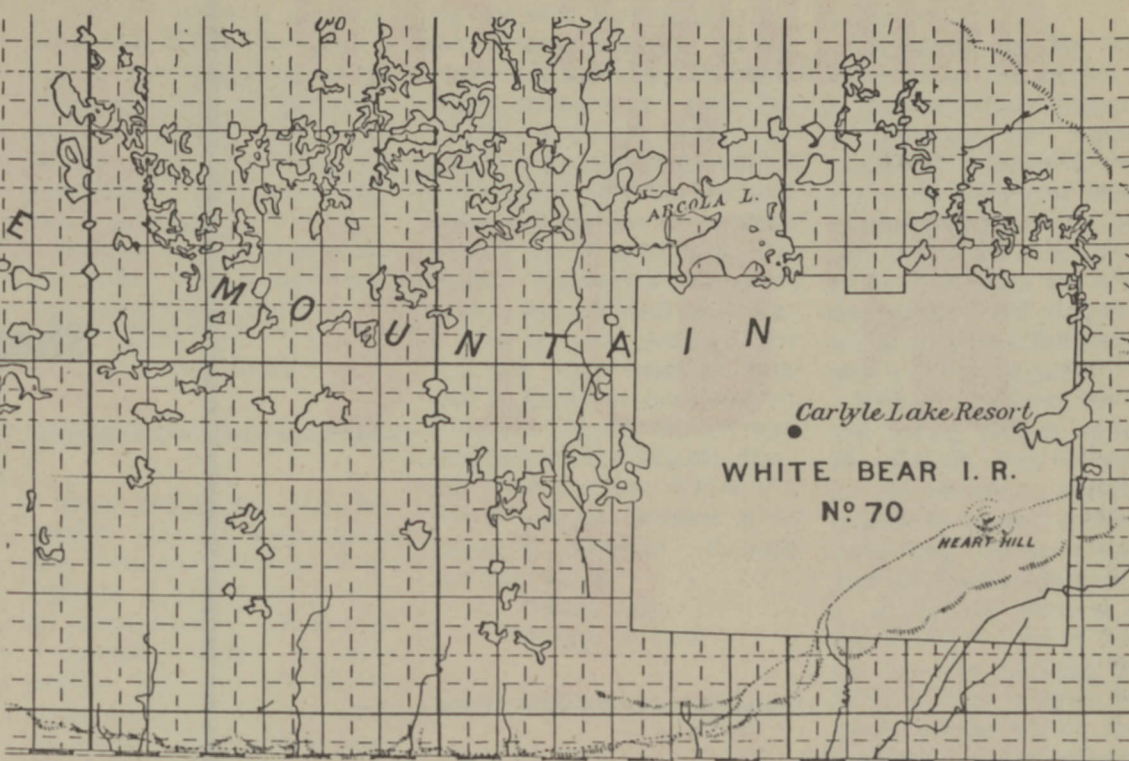 ARCOLA L.
E
MOUNTAIN
Carlyle Lake Resort
WHITE BEAR I. R.
Nº 70
HEART HILL